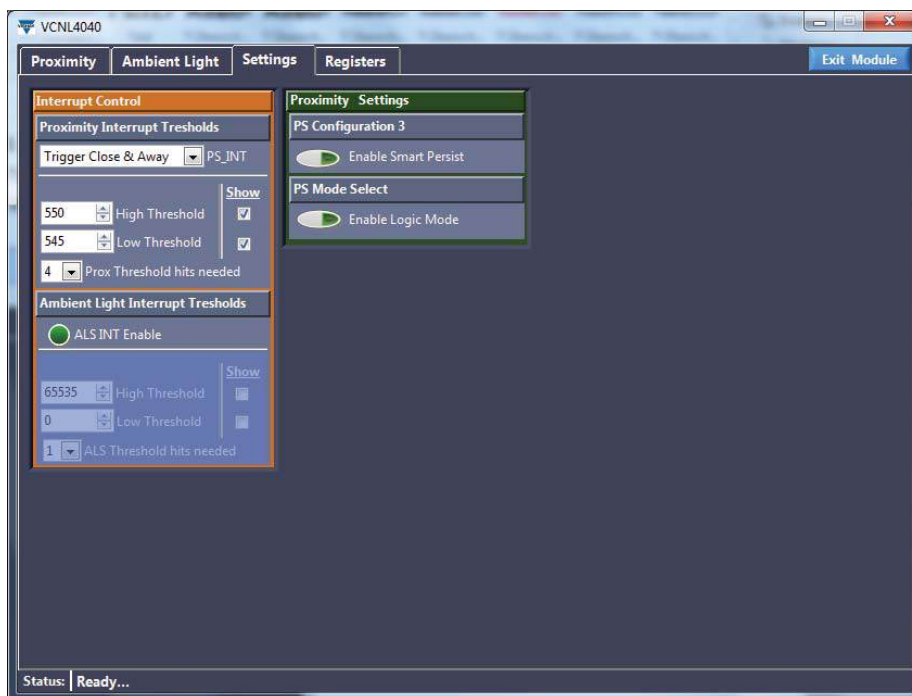 VCNL4040
Proximity
Ambient Light
Settings
Registers
Exit Module
Interrupt Control
Proximity Interrupt Tresholds
Trigger Close & Away PS_INT
Show
550 High Threshold
545 Low Threshold
4 Prox Threshold hits needed
Ambient Light Interrupt Tresholds
ALS INT Enable
Show
65535 High Threshold
0 Low Threshold
1 ALS Threshold hits needed
Proximity Settings
PS Configuration 3
Enable Smart Persist
PS Mode Select
Enable Logic Mode
Status: Ready...